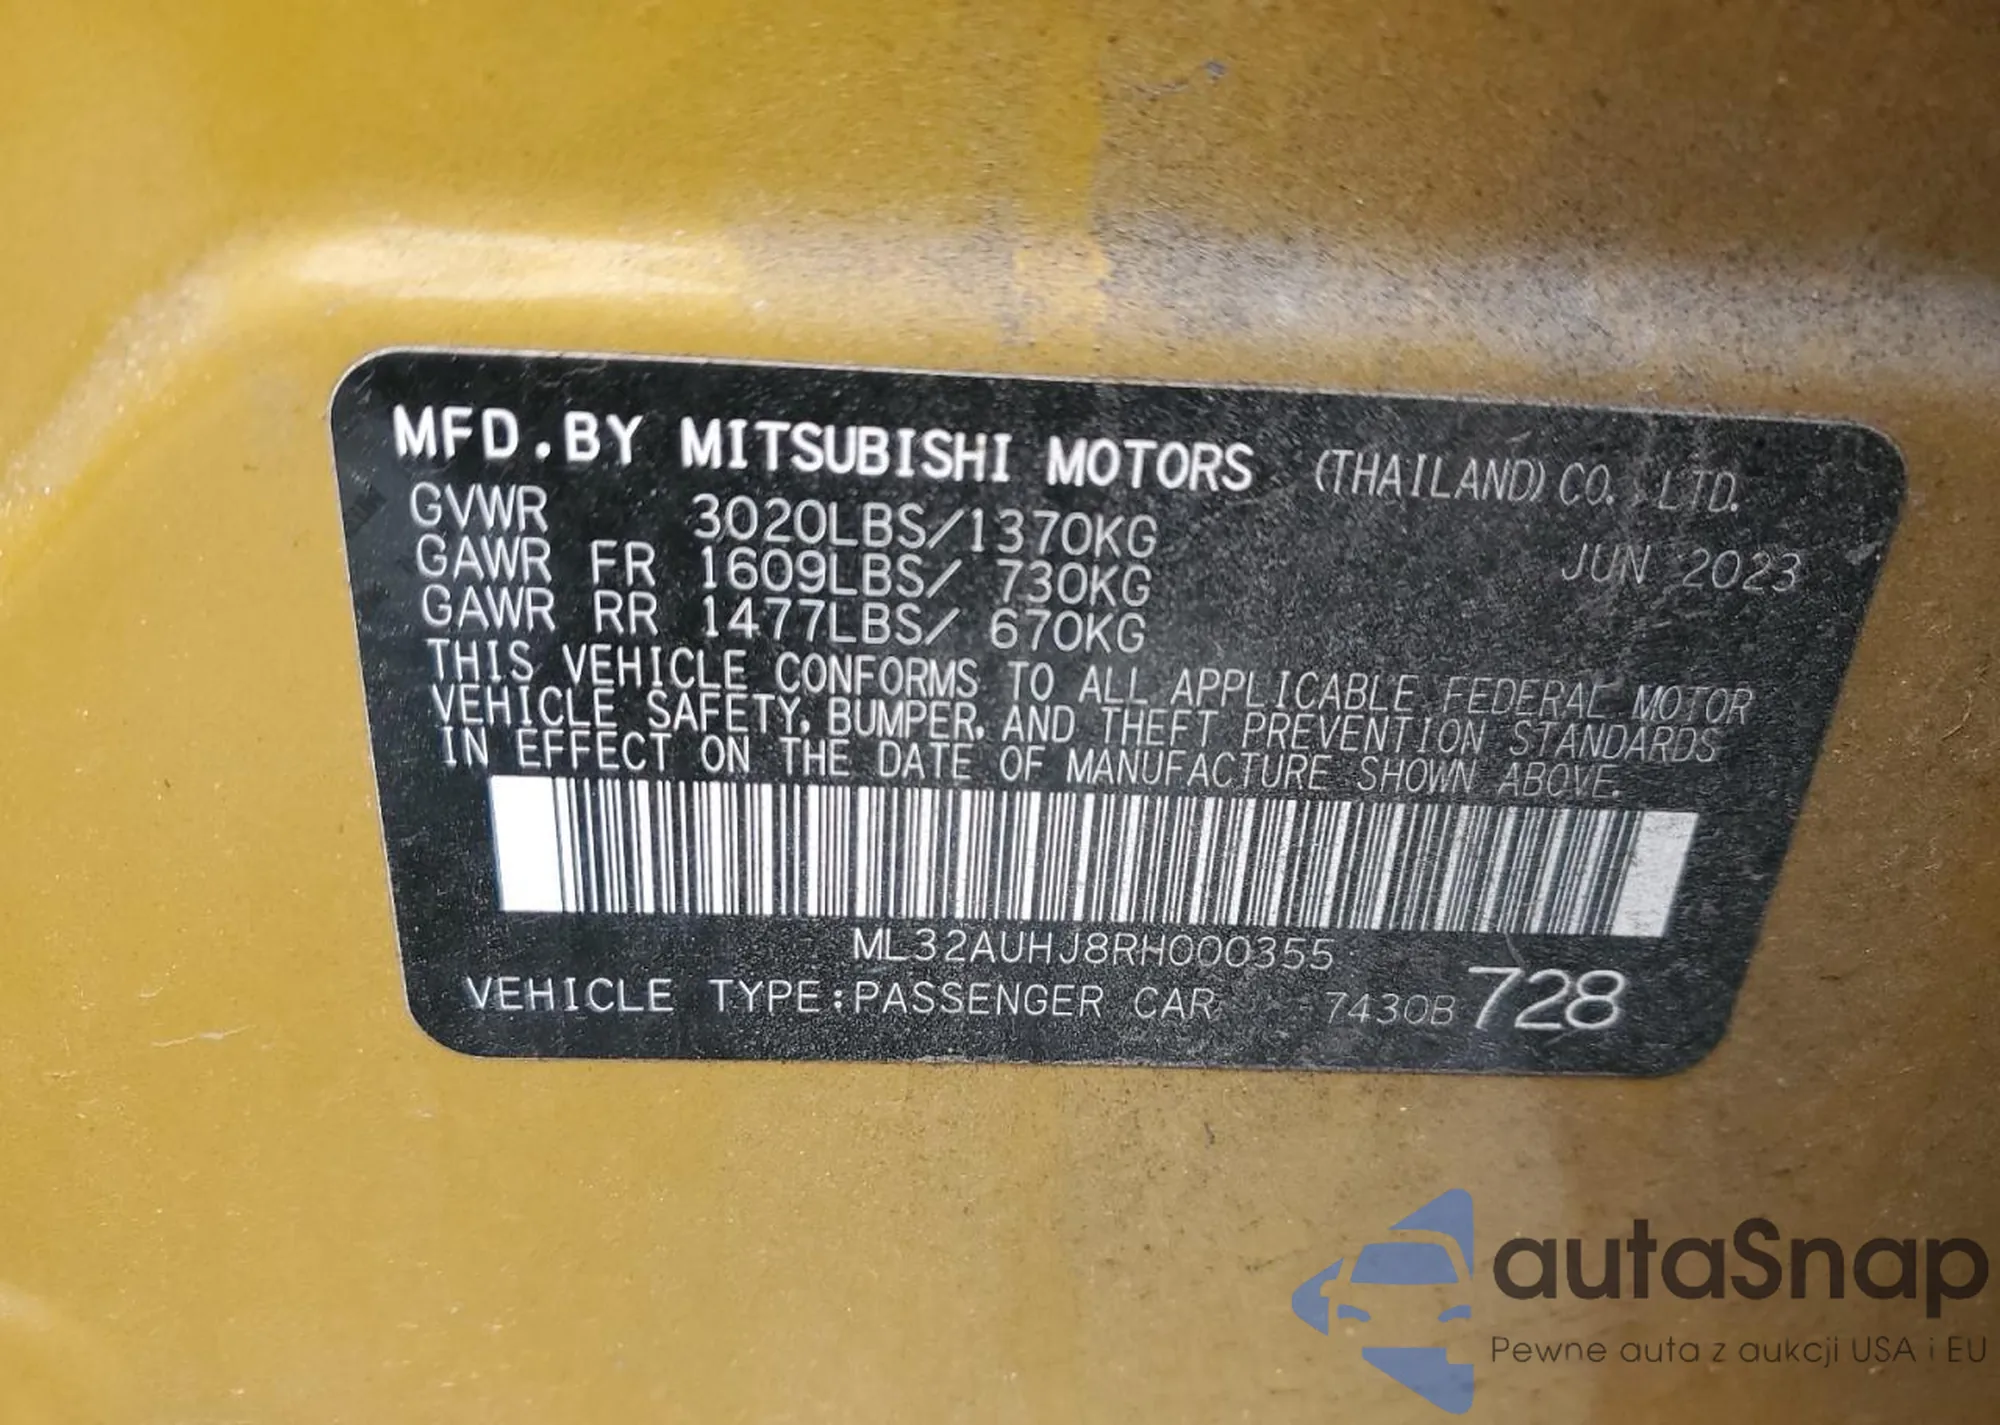 MFD.BY MITSUBISHI MOTORS (THAILAND) CO., LTD.
GVWR 3020LBS/1370KG
JUN 2023
GAWR FR 1609LBS/ 730KG
GAWR RR 1477LBS/ 670KG
THIS VEHICLE CONFORMS TO ALL APPLICABLE FEDERAL MOTOR
VEHICLE SAFETY, BUMPER, AND THEFT PREVENTION STANDARDS
IN EFFECT ON THE DATE OF MANUFACTURE SHOWN ABOVE.
ML32AUHJ8RH000355
VEHICLE TYPE:PASSENGER CAR 7430B 728
autaSnap
Pewne auta z aukcji USA i EU